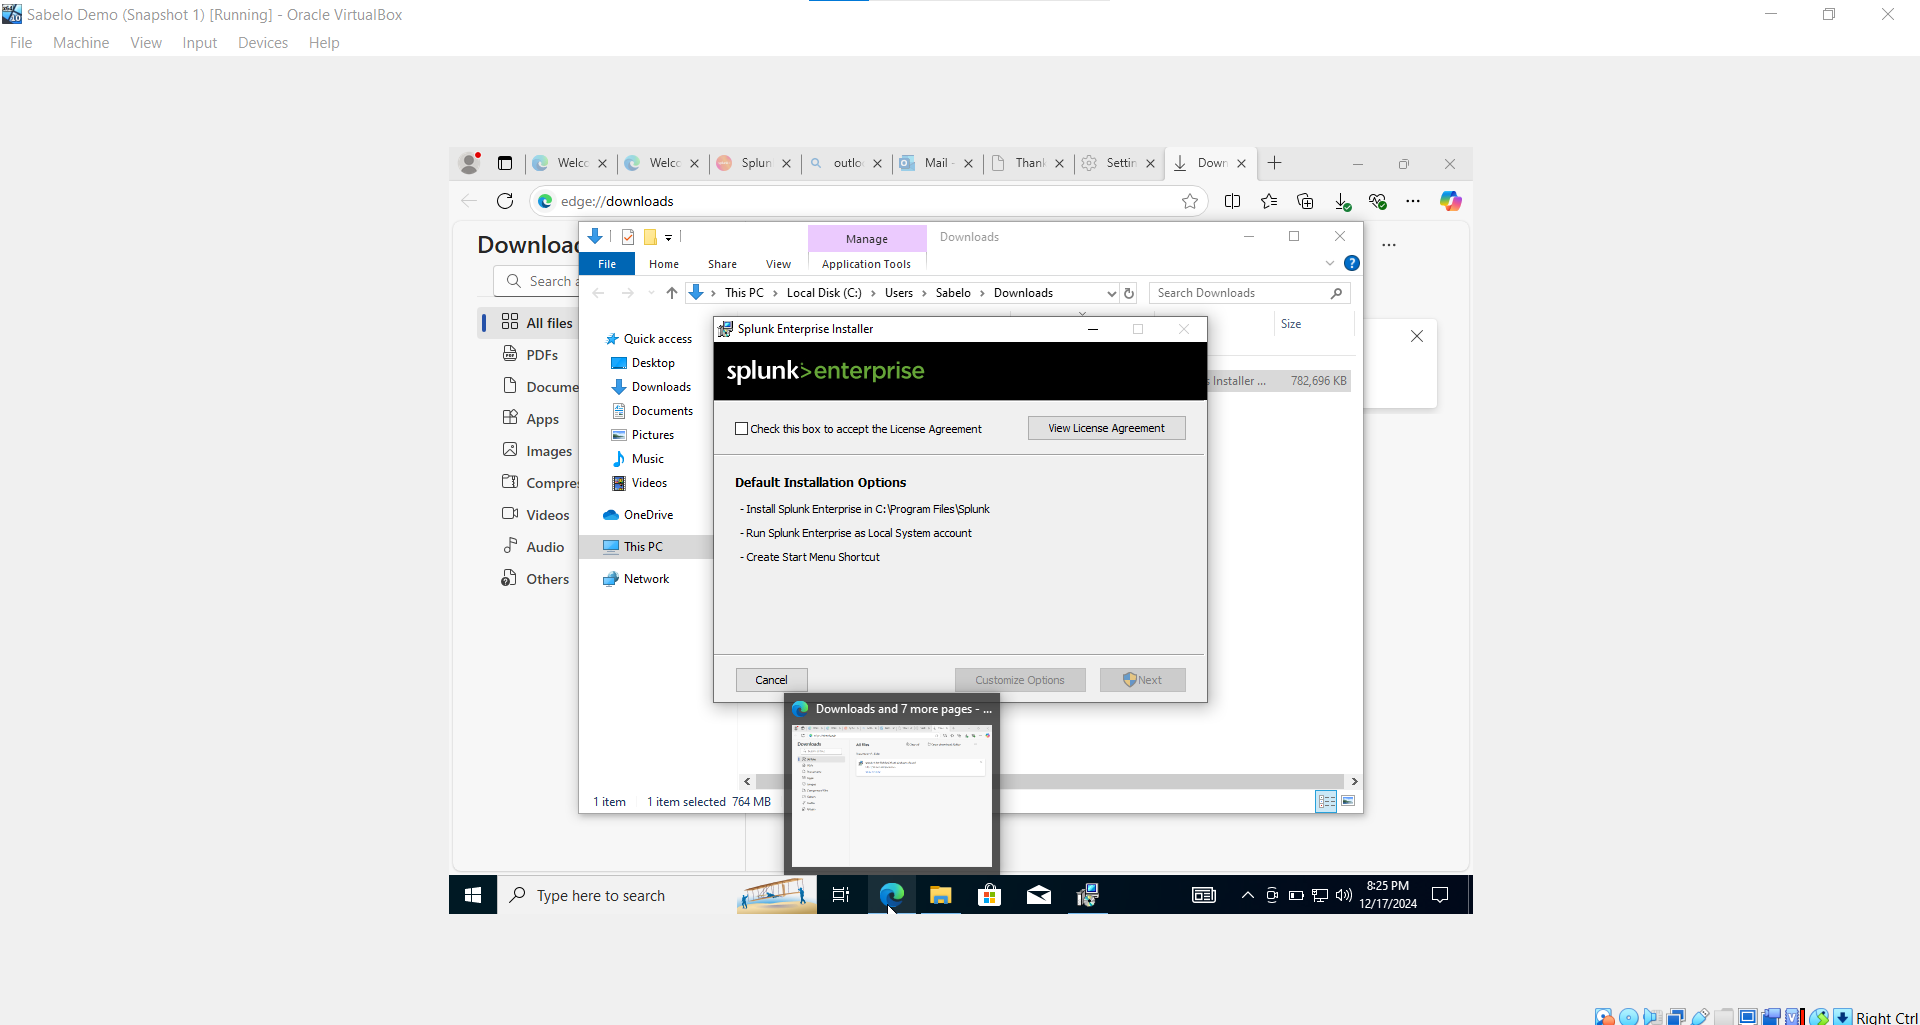 Sabelo Demo (Snapshot 1) [Running] - Oracle VirtualBox
File Machine View Input Devices Help
Welcc Welcc Splun outloc Mail - Thank Settin Down
edge://downloads
Downloads
Search a
All files
PDFs
Docume
Apps
Images
Compres
Videos
Audio
Others
Manage Downloads
File Home Share View Application Tools
This PC > Local Disk (C:) > Users > Sabelo > Downloads Search Downloads
Size
s Installer ... 782,696 KB
Quick access
Desktop
Downloads
Documents
Pictures
Music
Videos
OneDrive
This PC
Network
Splunk Enterprise Installer
splunk>enterprise
Check this box to accept the License Agreement View License Agreement
Default Installation Options
- Install Splunk Enterprise in C:\Program Files\Splunk
- Run Splunk Enterprise as Local System account
- Create Start Menu Shortcut
Cancel Customize Options Next
Downloads and 7 more pages - ...
1 item 1 item selected 764 MB
Type here to search
8:25 PM
12/17/2024
Right Ctrl